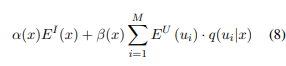 α(x)E^I(x) + β(x) ∑_{i=1}^{M} E^U (u_i) · q(u_i|x) (8)